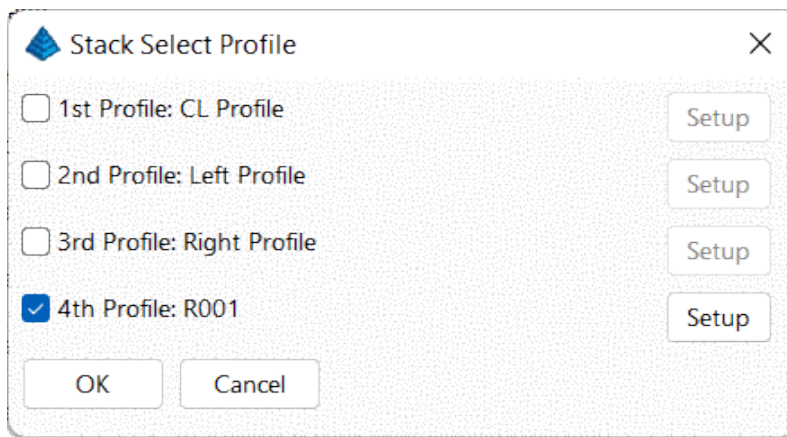 Stack Select Profile
1st Profile: CL Profile Setup
2nd Profile: Left Profile Setup
3rd Profile: Right Profile Setup
4th Profile: R001 Setup
OK Cancel